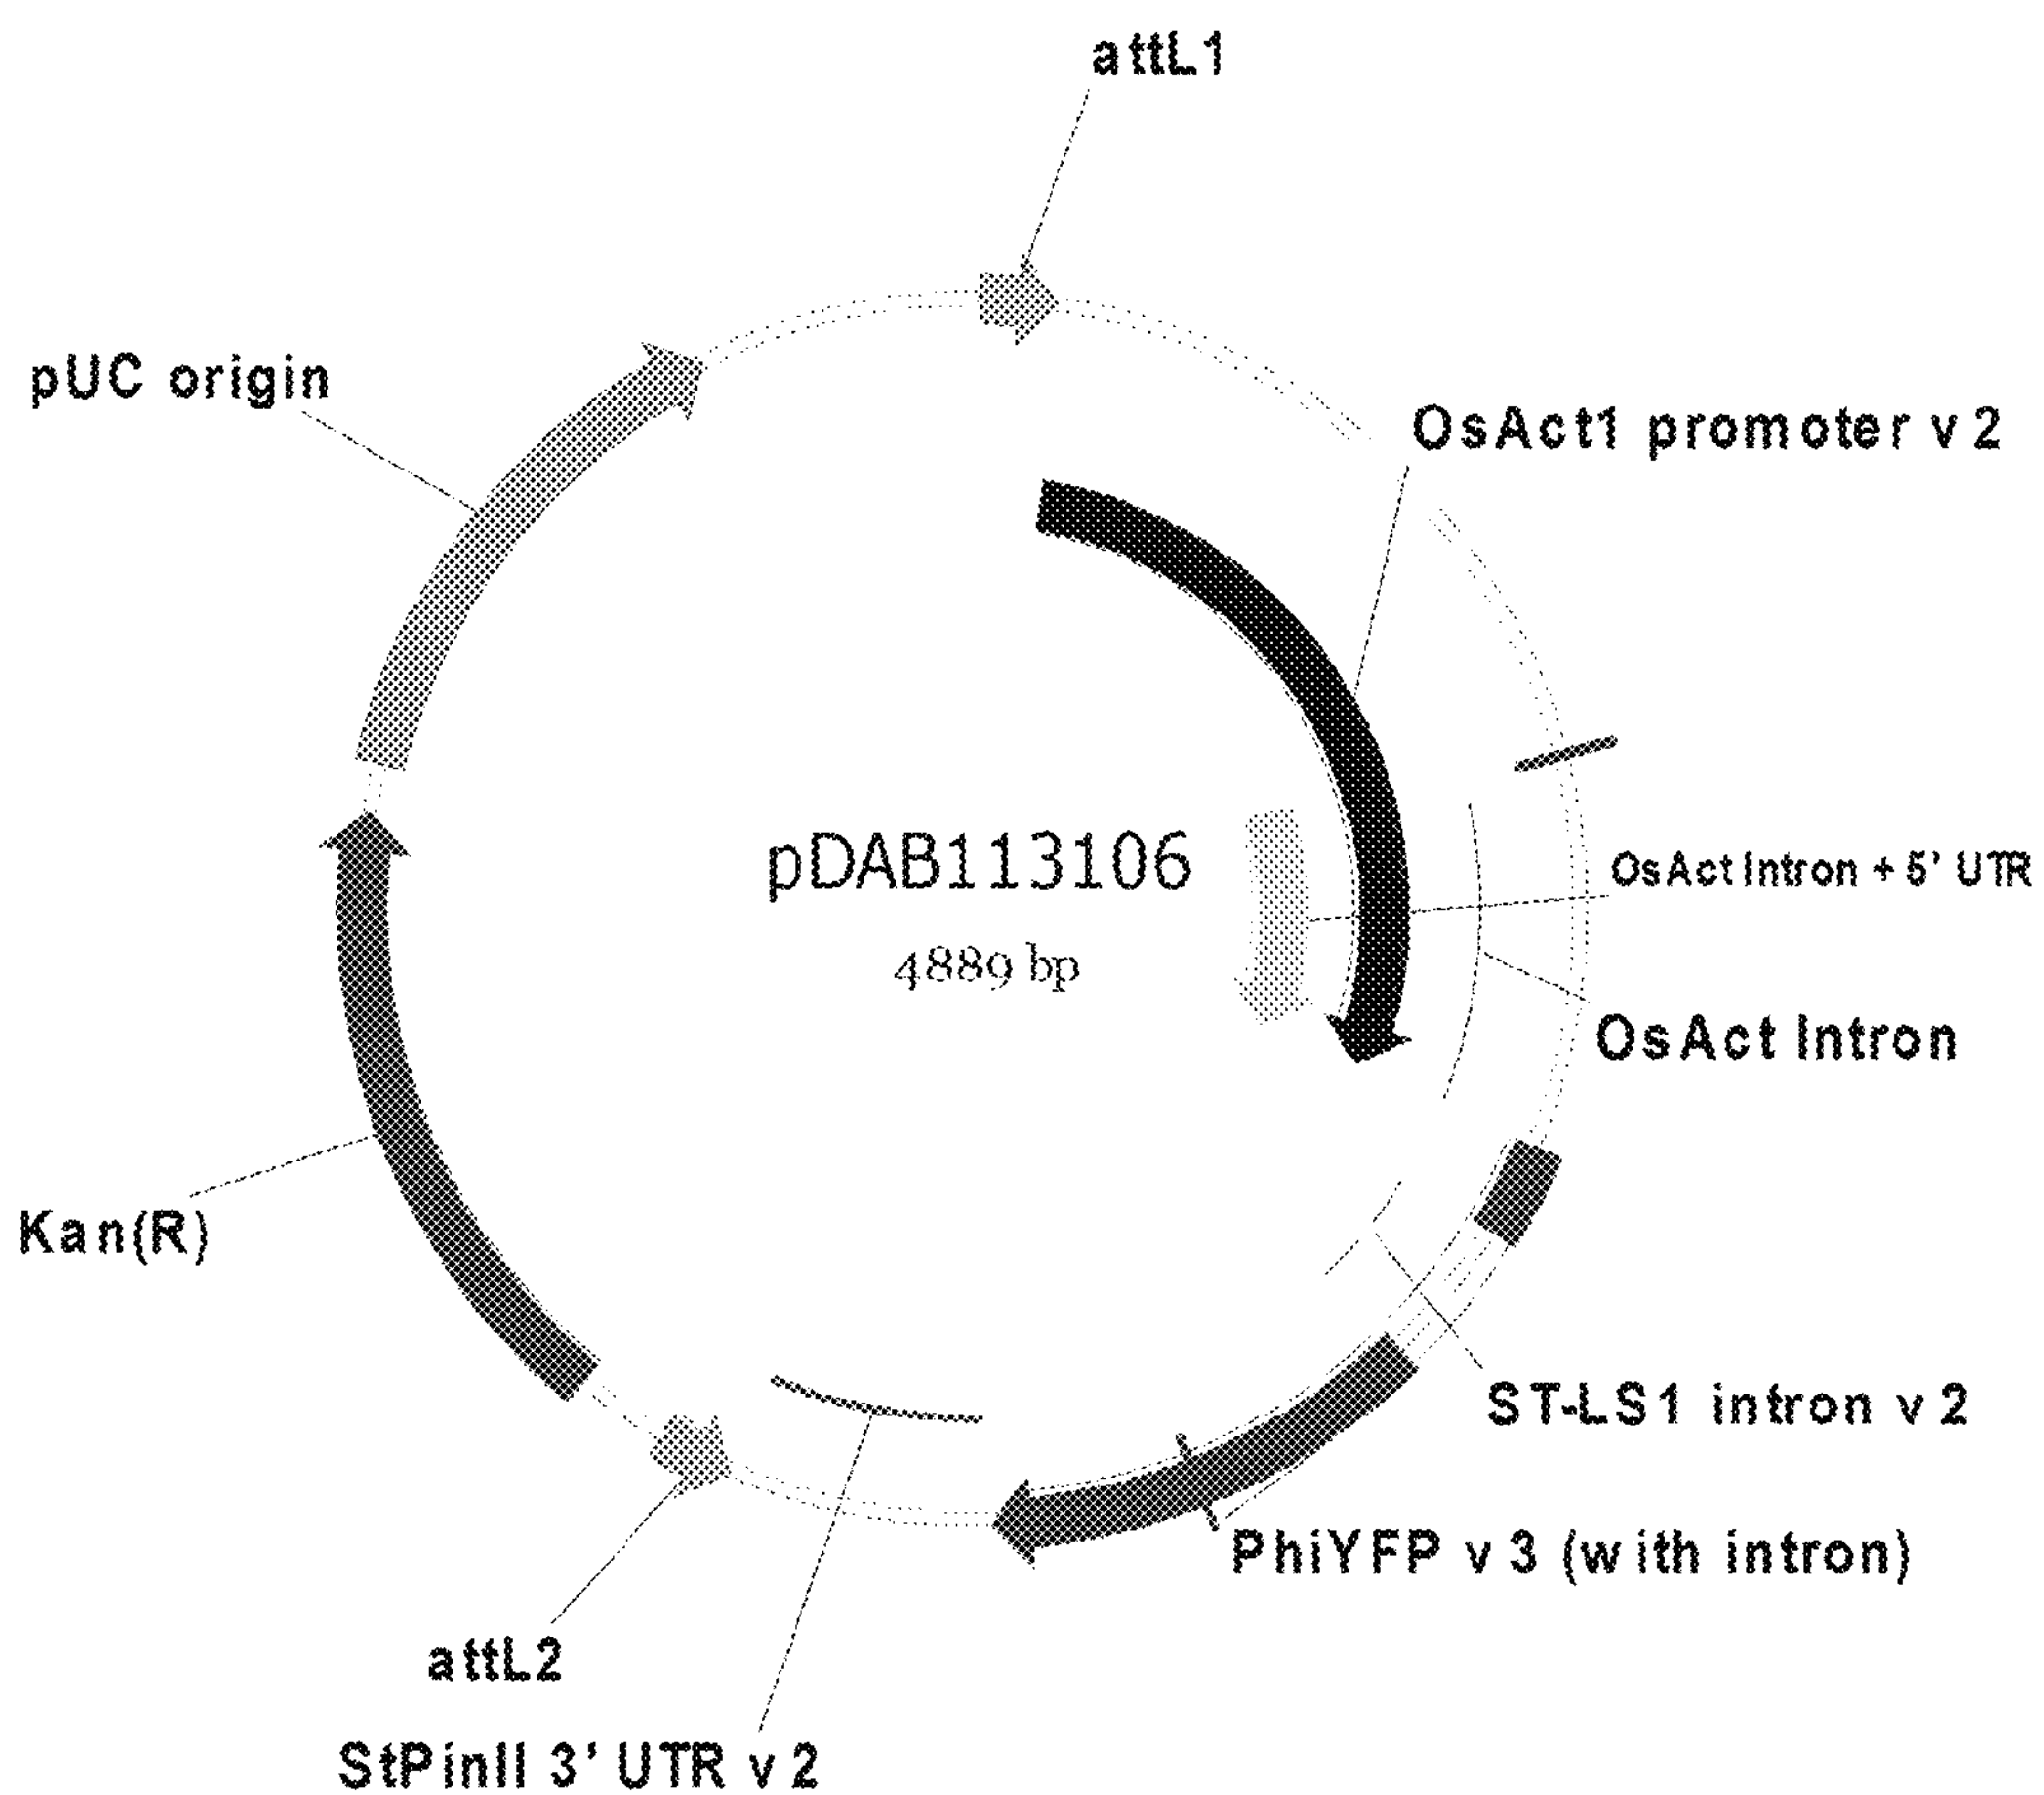 attL1
pUC origin
OsAct1 promoter v2
pDAB113106
4889 bp
OsAct Intron + 5' UTR
OsAct Intron
Kan(R)
ST-LS1 intron v2
PhiYFP v3 (with intron)
attL2
StPinII 3' UTR v2